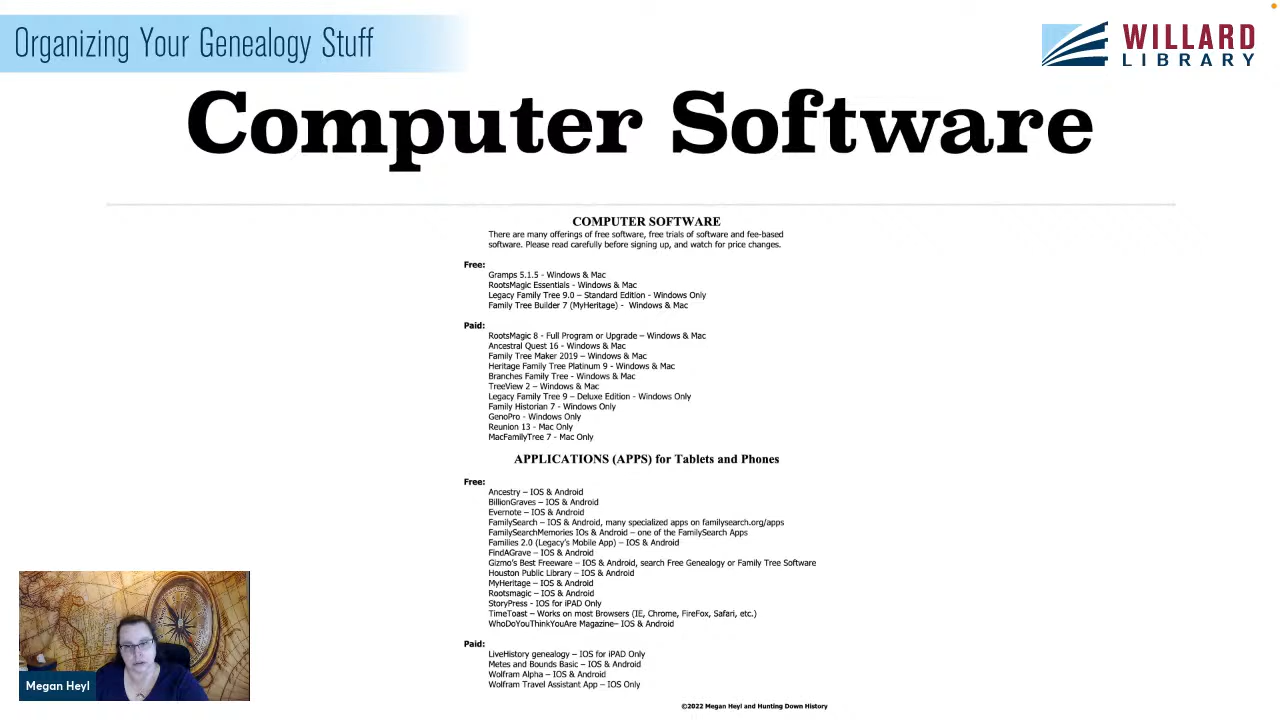 Organizing Your Genealogy Stuff
WILLARD
LIBRARY
Computer Software
COMPUTER SOFTWARE
There are many offerings of free software, free trials of software and fee-based
software. Please read carefully before signing up, and watch for price changes.
Free:
Gramps 5.1.5 - Windows & Mac
RootsMagic Essentials - Windows & Mac
Legacy Family Tree 9.0 – Standard Edition - Windows Only
Family Tree Builder 7 (MyHeritage) - Windows & Mac
Paid:
RootsMagic 8 - Full Program or Upgrade – Windows & Mac
Ancestral Quest 16 - Windows & Mac
Family Tree Maker 2019 – Windows & Mac
Heritage Family Tree Platinum 9 - Windows & Mac
Branches Family Tree - Windows & Mac
TreeView 2 – Windows & Mac
Legacy Family Tree 9 – Deluxe Edition - Windows Only
Family Historian 7 - Windows Only
GenoPro - Windows Only
Reunion 13 - Mac Only
MacFamilyTree 7 - Mac Only
APPLICATIONS (APPS) for Tablets and Phones
Free:
Ancestry – IOS & Android
BillionGraves – IOS & Android
Evernote – IOS & Android
FamilySearch – IOS & Android, many specialized apps on familysearch.org/apps
FamilySearchMemories IOs & Android – one of the FamilySearch Apps
Families 2.0 (Legacy's Mobile App) – IOS & Android
FindAGrave – IOS & Android
Gizmo's Best Freeware – IOS & Android, search Free Genealogy or Family Tree Software
Houston Public Library – IOS & Android
MyHeritage – IOS & Android
Rootsmagic – IOS & Android
StoryPress - IOS for iPAD Only
TimeToast – Works on most Browsers (IE, Chrome, FireFox, Safari, etc.)
WhoDoYouThinkYouAre Magazine– IOS & Android
Paid:
LiveHistory genealogy – IOS for iPAD Only
Metes and Bounds Basic – IOS & Android
Wolfram Alpha – IOS & Android
Wolfram Travel Assistant App – IOS Only
Megan Heyl
©2022 Megan Heyl and Hunting Down History